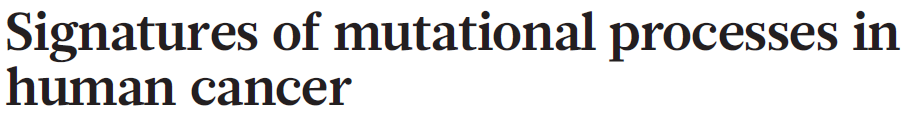 Signatures of mutational processes in
human cancer